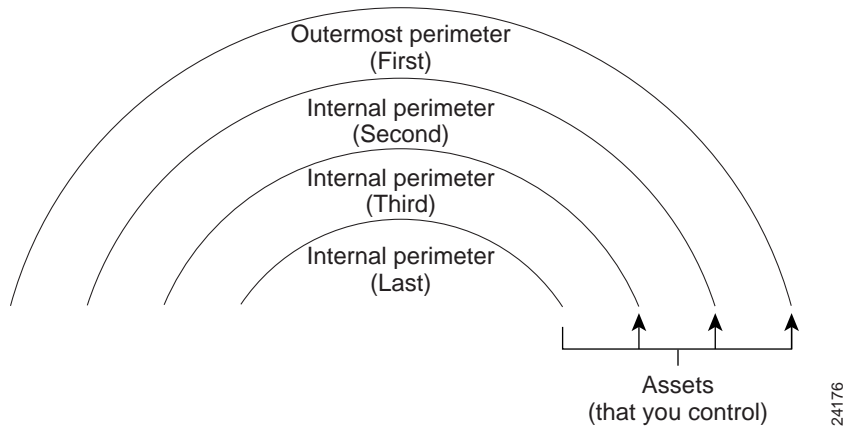 Outermost perimeter
(First)
Internal perimeter
(Second)
Internal perimeter
(Third)
Internal perimeter
(Last)
Assets
(that you control)
24176